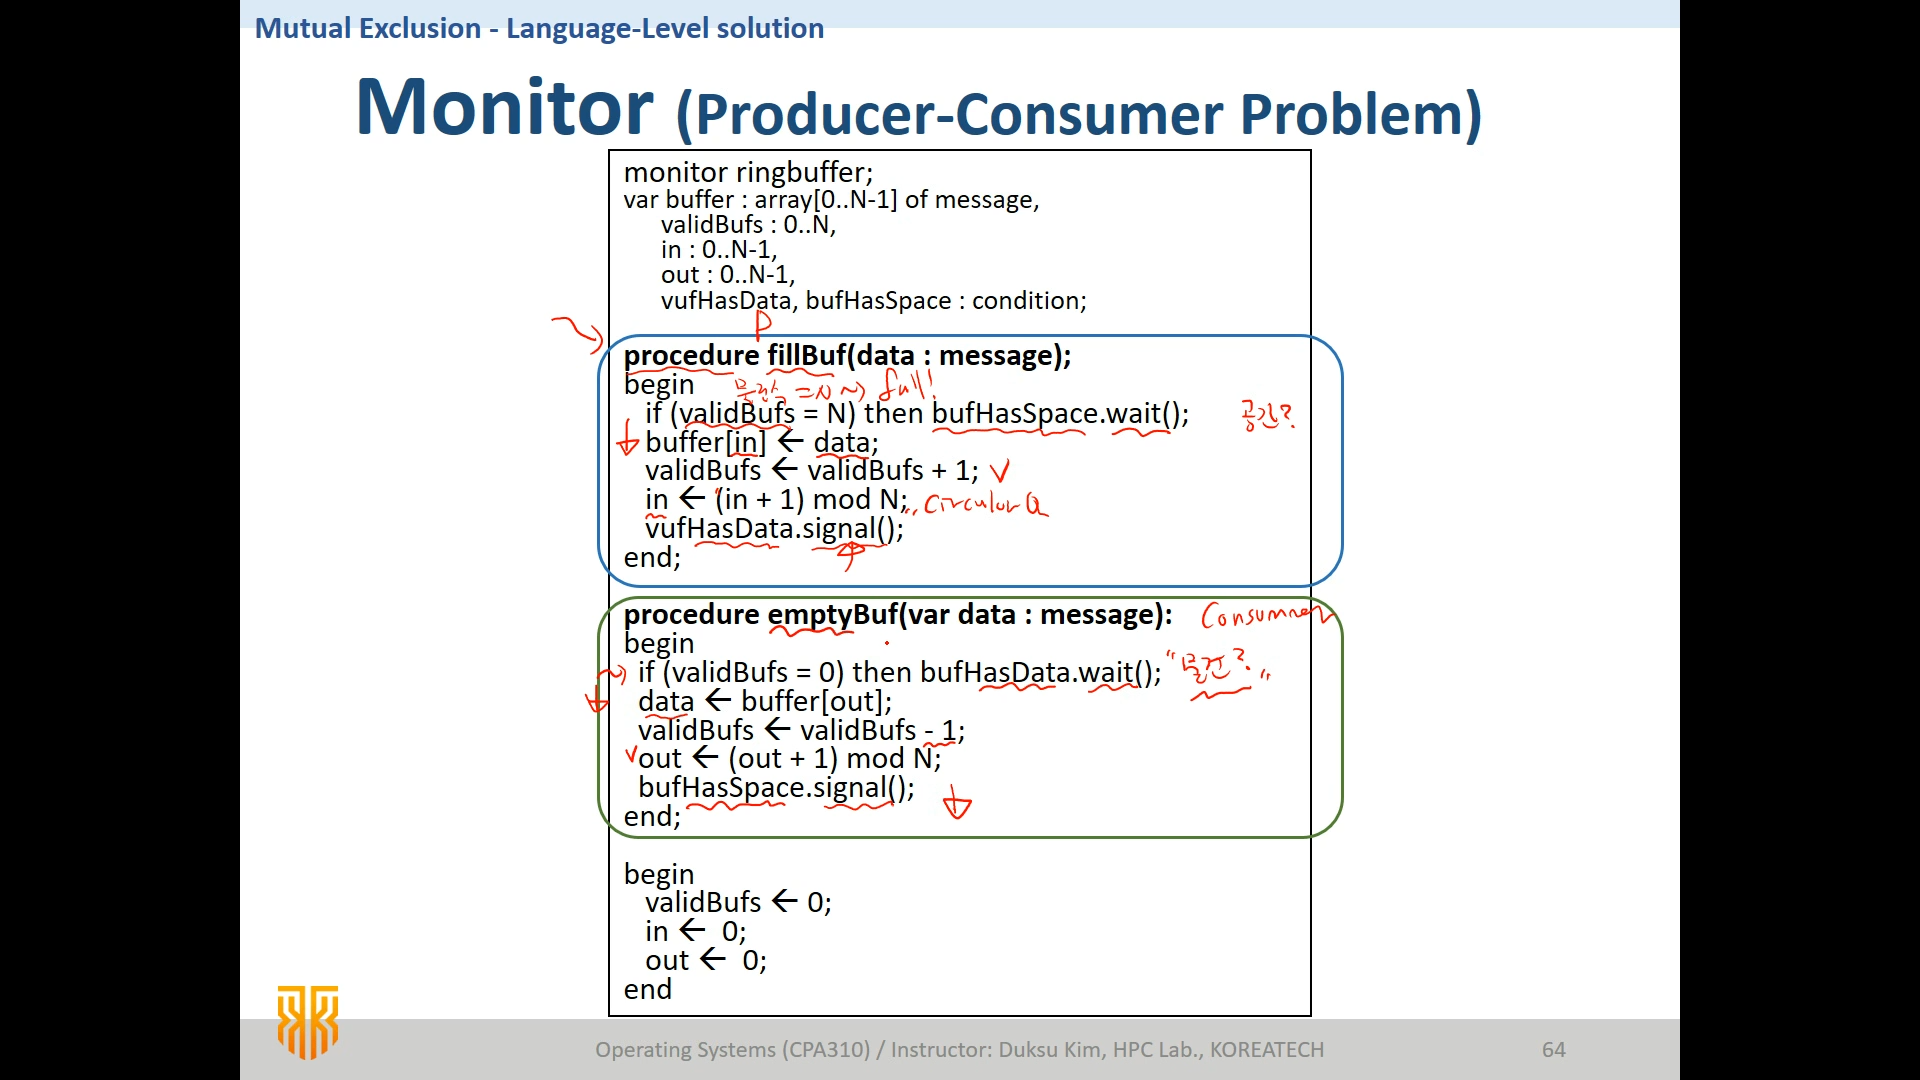 Mutual Exclusion - Language-Level solution
Monitor (Producer-Consumer Problem)
monitor ringbuffer;
var buffer : array[0..N-1] of message,
validBufs : 0..N,
in : 0..N-1,
out : 0..N-1,
vufHasData, bufHasSpace : condition;
P
procedure fillBuf(data : message);
begin
= N full!
if (validBufs = N) then bufHasSpace.wait(); 공간?
buffer[in] ← data;
validBufs ← validBufs + 1;
in ← (in + 1) mod N; Circular Q
vufHasData.signal();
end;
procedure emptyBuf(var data : message): Consumer
begin
if (validBufs = 0) then bufHasData.wait(); "물건?"
data ← buffer[out];
validBufs ← validBufs - 1;
out ← (out + 1) mod N;
bufHasSpace.signal();
end;
begin
validBufs ← 0;
in ← 0;
out ← 0;
end
Operating Systems (CPA310) / Instructor: Duksu Kim, HPC Lab., KOREATECH 64